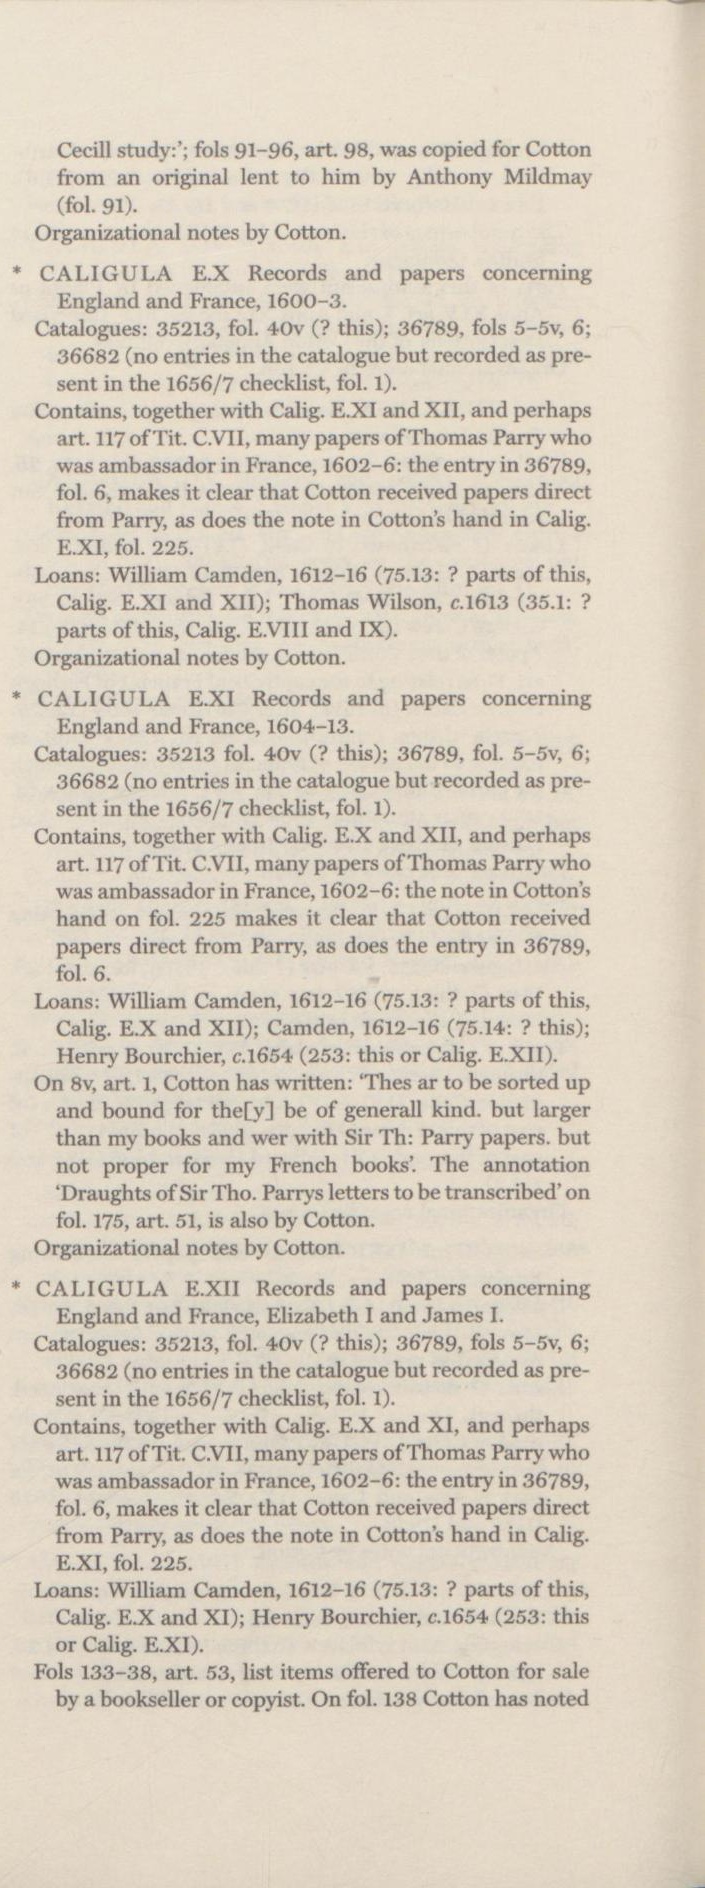 Cecill study:'; fols 91–96, art. 98, was copied for Cotton
from an original lent to him by Anthony Mildmay
(fol. 91).
Organizational notes by Cotton.
* CALIGULA E.X Records and papers concerning
England and France, 1600–3.
Catalogues: 35213, fol. 40v (? this); 36789, fols 5–5v, 6;
36682 (no entries in the catalogue but recorded as pre-
sent in the 1656/7 checklist, fol. 1).
Contains, together with Calig. E.XI and XII, and perhaps
art. 117 of Tit. C.VII, many papers of Thomas Parry who
was ambassador in France, 1602–6: the entry in 36789,
fol. 6, makes it clear that Cotton received papers direct
from Parry, as does the note in Cotton's hand in Calig.
E.XI, fol. 225.
Loans: William Camden, 1612–16 (75.13: ? parts of this,
Calig. E.XI and XII); Thomas Wilson, c.1613 (35.1: ?
parts of this, Calig. E.VIII and IX).
Organizational notes by Cotton.
* CALIGULA E.XI Records and papers concerning
England and France, 1604–13.
Catalogues: 35213 fol. 40v (? this); 36789, fol. 5–5v, 6;
36682 (no entries in the catalogue but recorded as pre-
sent in the 1656/7 checklist, fol. 1).
Contains, together with Calig. E.X and XII, and perhaps
art. 117 of Tit. C.VII, many papers of Thomas Parry who
was ambassador in France, 1602–6: the note in Cotton's
hand on fol. 225 makes it clear that Cotton received
papers direct from Parry, as does the entry in 36789,
fol. 6.
Loans: William Camden, 1612–16 (75.13: ? parts of this,
Calig. E.X and XII); Camden, 1612–16 (75.14: ? this);
Henry Bourchier, c.1654 (253: this or Calig. E.XII).
On 8v, art. 1, Cotton has written: 'Thes ar to be sorted up
and bound for the[y] be of generall kind. but larger
than my books and wer with Sir Th: Parry papers. but
not proper for my French books'. The annotation
'Draughts of Sir Tho. Parrys letters to be transcribed' on
fol. 175, art. 51, is also by Cotton.
Organizational notes by Cotton.
* CALIGULA E.XII Records and papers concerning
England and France, Elizabeth I and James I.
Catalogues: 35213, fol. 40v (? this); 36789, fols 5–5v, 6;
36682 (no entries in the catalogue but recorded as pre-
sent in the 1656/7 checklist, fol. 1).
Contains, together with Calig. E.X and XI, and perhaps
art. 117 of Tit. C.VII, many papers of Thomas Parry who
was ambassador in France, 1602–6: the entry in 36789,
fol. 6, makes it clear that Cotton received papers direct
from Parry, as does the note in Cotton's hand in Calig.
E.XI, fol. 225.
Loans: William Camden, 1612–16 (75.13: ? parts of this,
Calig. E.X and XI); Henry Bourchier, c.1654 (253: this
or Calig. E.XI).
Fols 133–38, art. 53, list items offered to Cotton for sale
by a bookseller or copyist. On fol. 138 Cotton has noted